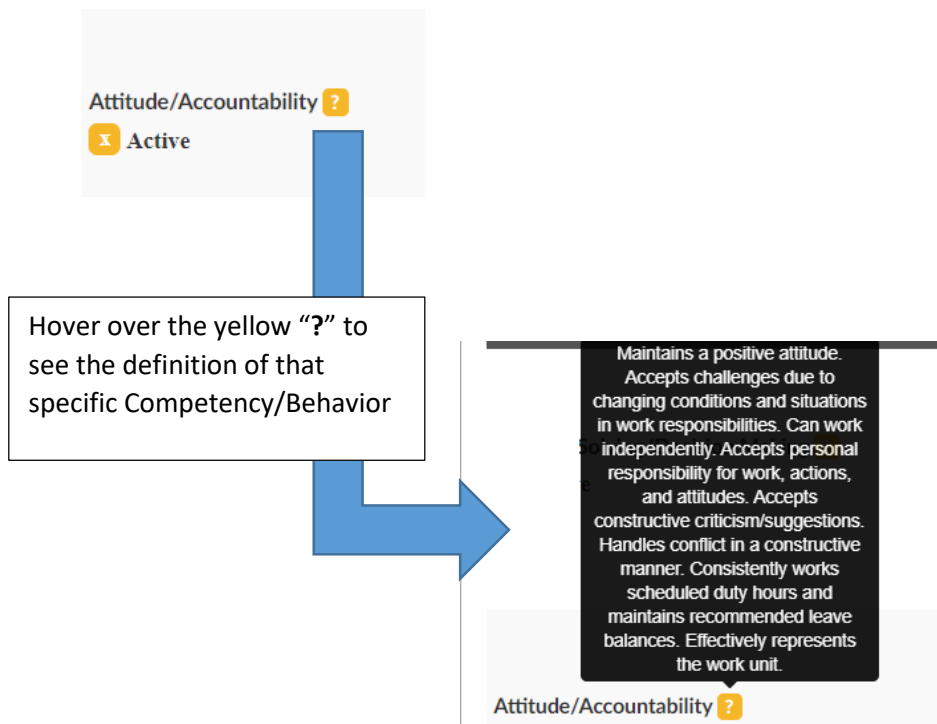 Attitude/Accountability ?
x Active
Hover over the yellow “?” to
see the definition of that
specific Competency/Behavior
Maintains a positive attitude.
Accepts challenges due to
changing conditions and situations
in work responsibilities. Can work
independently. Accepts personal
responsibility for work, actions,
and attitudes. Accepts
constructive criticism/suggestions.
Handles conflict in a constructive
manner. Consistently works
scheduled duty hours and
maintains recommended leave
balances. Effectively represents
the work unit.
Attitude/Accountability ?